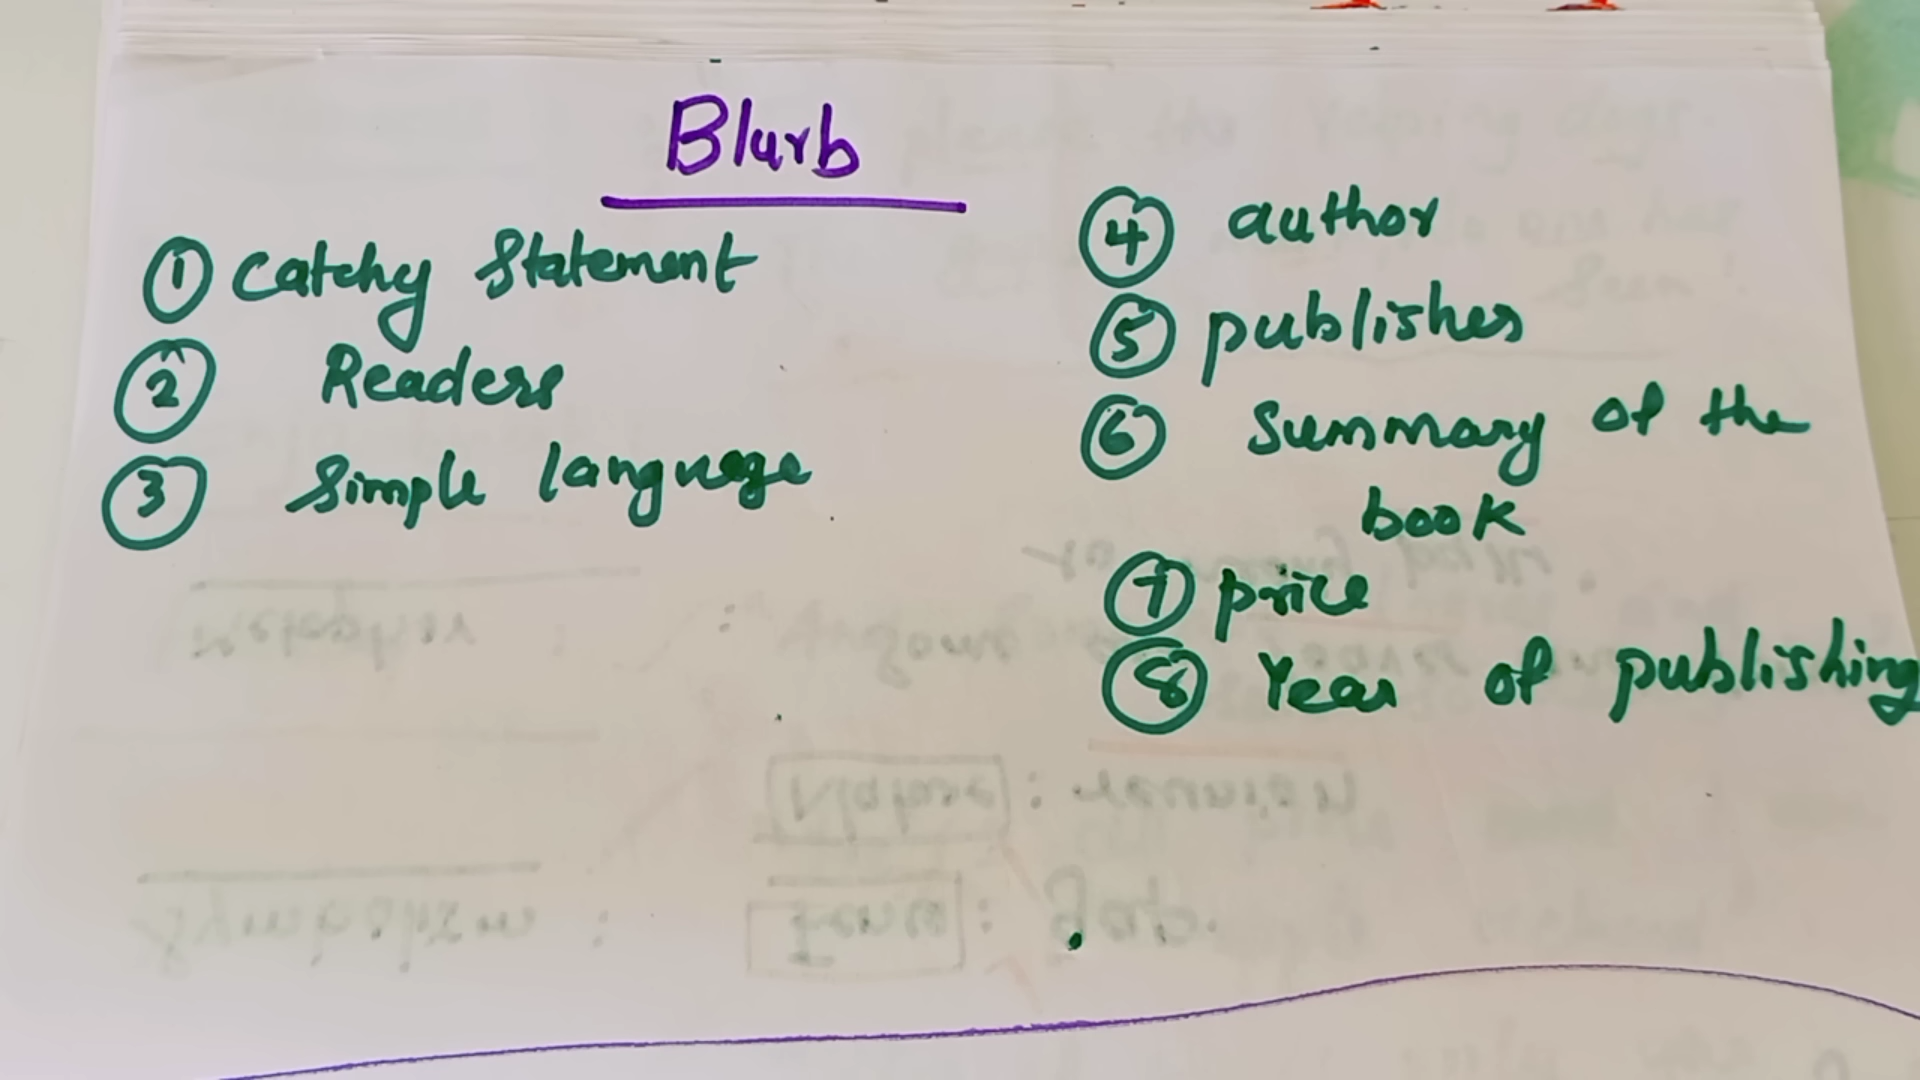 Blurb
① Catchy Statement
② Readers
③ Simple language
④ author
⑤ publisher
⑥ Summary of the
book
⑦ price
⑧ Year of publishing